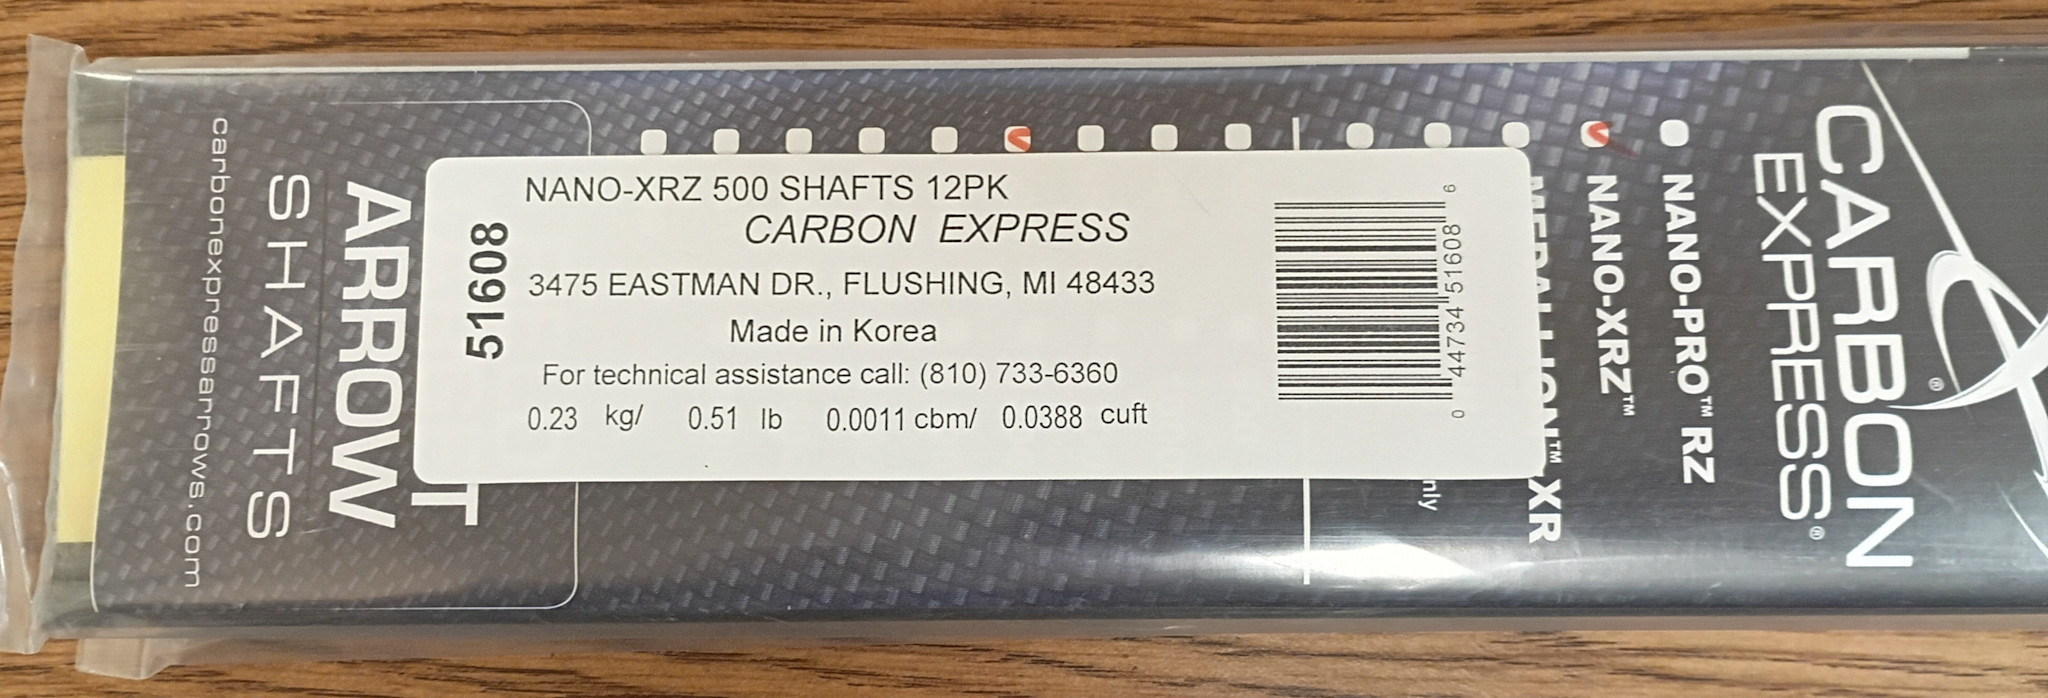 NANO-XRZ 500 SHAFTS 12PK
CARBON EXPRESS
3475 EASTMAN DR., FLUSHING, MI 48433
Made in Korea
For technical assistance call: (810) 733-6360
0.23 kg/ 0.51 lb 0.0011 cbm/ 0.0388 cuft
51608
0 44734 51608 6
CARBON
EXPRESS®
®
NANO-PRO™ RZ
NANO-XRZ™
XR
ARROW
SHAFTS
carbonexpressarrows.com